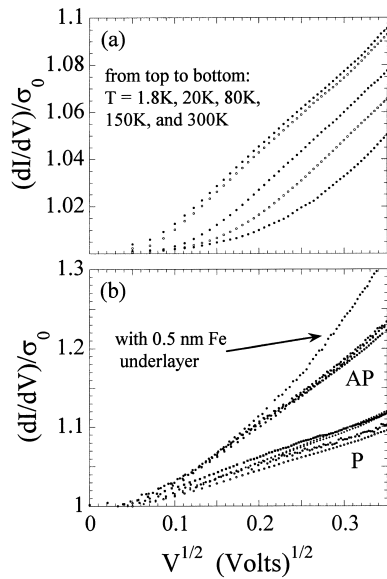 1.1
(a)
from top to bottom:
T = 1.8K, 20K, 80K,
150K, and 300K
1.08
1.06
1.04
1.02
(dI/dV)/σ₀
1.3
(b)
with 0.5 nm Fe
underlayer
1.2
AP
1.1
P
1
(dI/dV)/σ₀
0 0.1 0.2 0.3
V^1/2 (Volts)^1/2